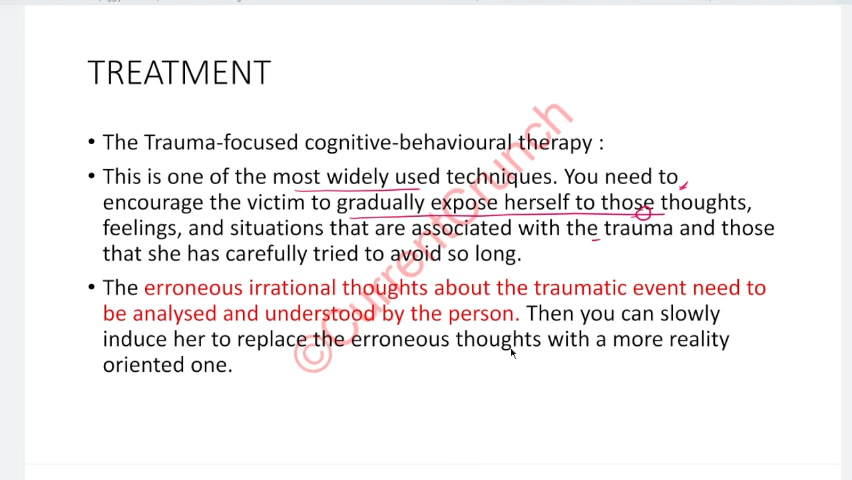 TREATMENT
• The Trauma-focused cognitive-behavioural therapy :
• This is one of the most widely used techniques. You need to
encourage the victim to gradually expose herself to those thoughts,
feelings, and situations that are associated with the trauma and those
that she has carefully tried to avoid so long.
• The erroneous irrational thoughts about the traumatic event need to
be analysed and understood by the person. Then you can slowly
induce her to replace the erroneous thoughts with a more reality
oriented one.
©CurrentCrunch